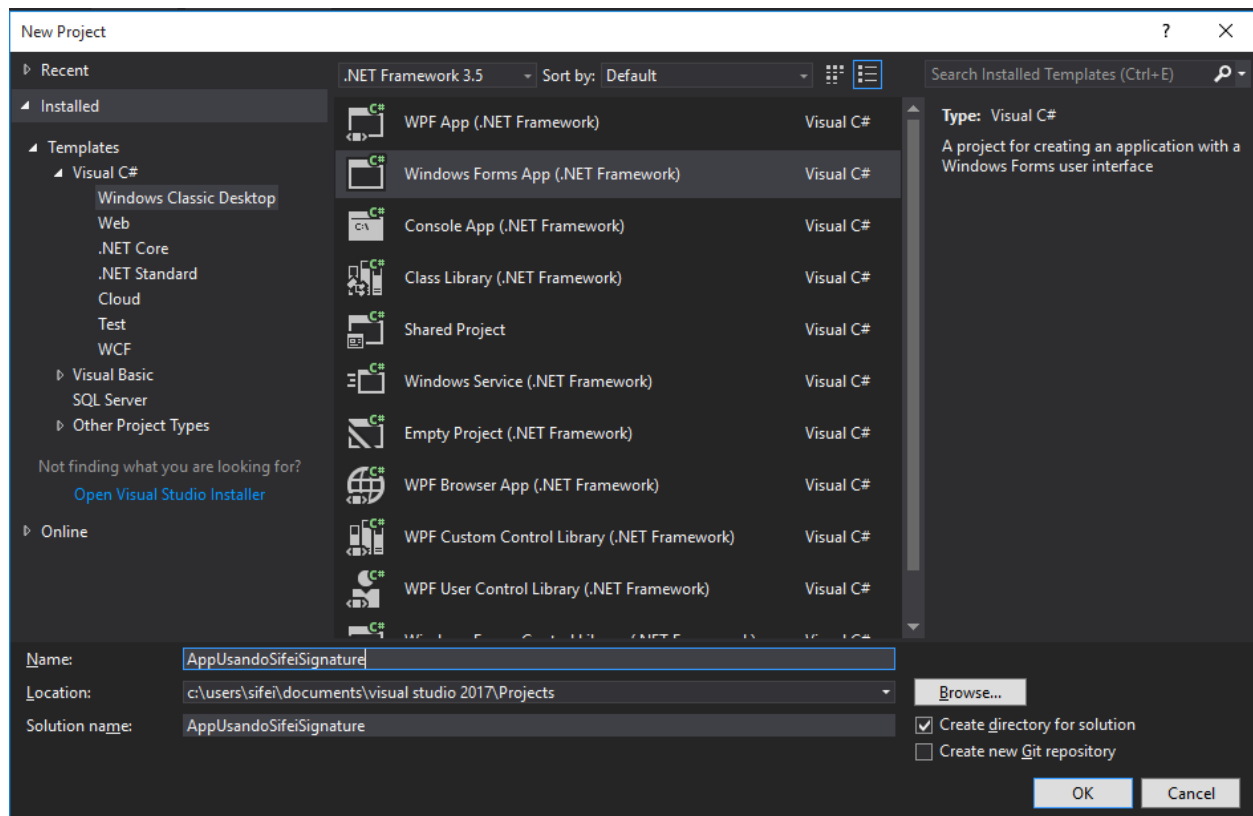 New Project
?
Recent
Installed
Templates
Visual C#
Windows Classic Desktop
Web
.NET Core
.NET Standard
Cloud
Test
WCF
Visual Basic
SQL Server
Other Project Types
Not finding what you are looking for?
Open Visual Studio Installer
Online
.NET Framework 3.5 Sort by: Default
WPF App (.NET Framework) Visual C#
Windows Forms App (.NET Framework) Visual C#
Console App (.NET Framework) Visual C#
Class Library (.NET Framework) Visual C#
Shared Project Visual C#
Windows Service (.NET Framework) Visual C#
Empty Project (.NET Framework) Visual C#
WPF Browser App (.NET Framework) Visual C#
WPF Custom Control Library (.NET Framework) Visual C#
WPF User Control Library (.NET Framework) Visual C#
Search Installed Templates (Ctrl+E)
Type: Visual C#
A project for creating an application with a
Windows Forms user interface
Name: AppUsandoSifeiSignature
Location: c:\users\sifei\documents\visual studio 2017\Projects
Browse...
Solution name: AppUsandoSifeiSignature
Create directory for solution
Create new Git repository
OK Cancel